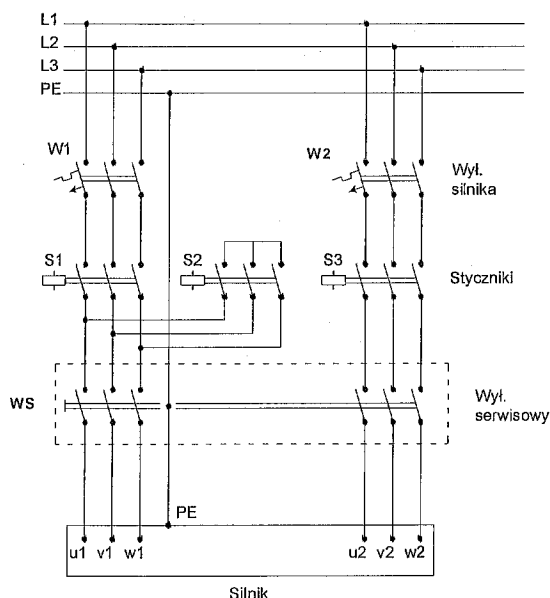 L1
L2
L3
PE
W1
W2
Wył.
silnika
S1
S2
S3
Styczniki
WS
Wył.
serwisowy
PE
u1 v1 w1 u2 v2 w2
Silnik